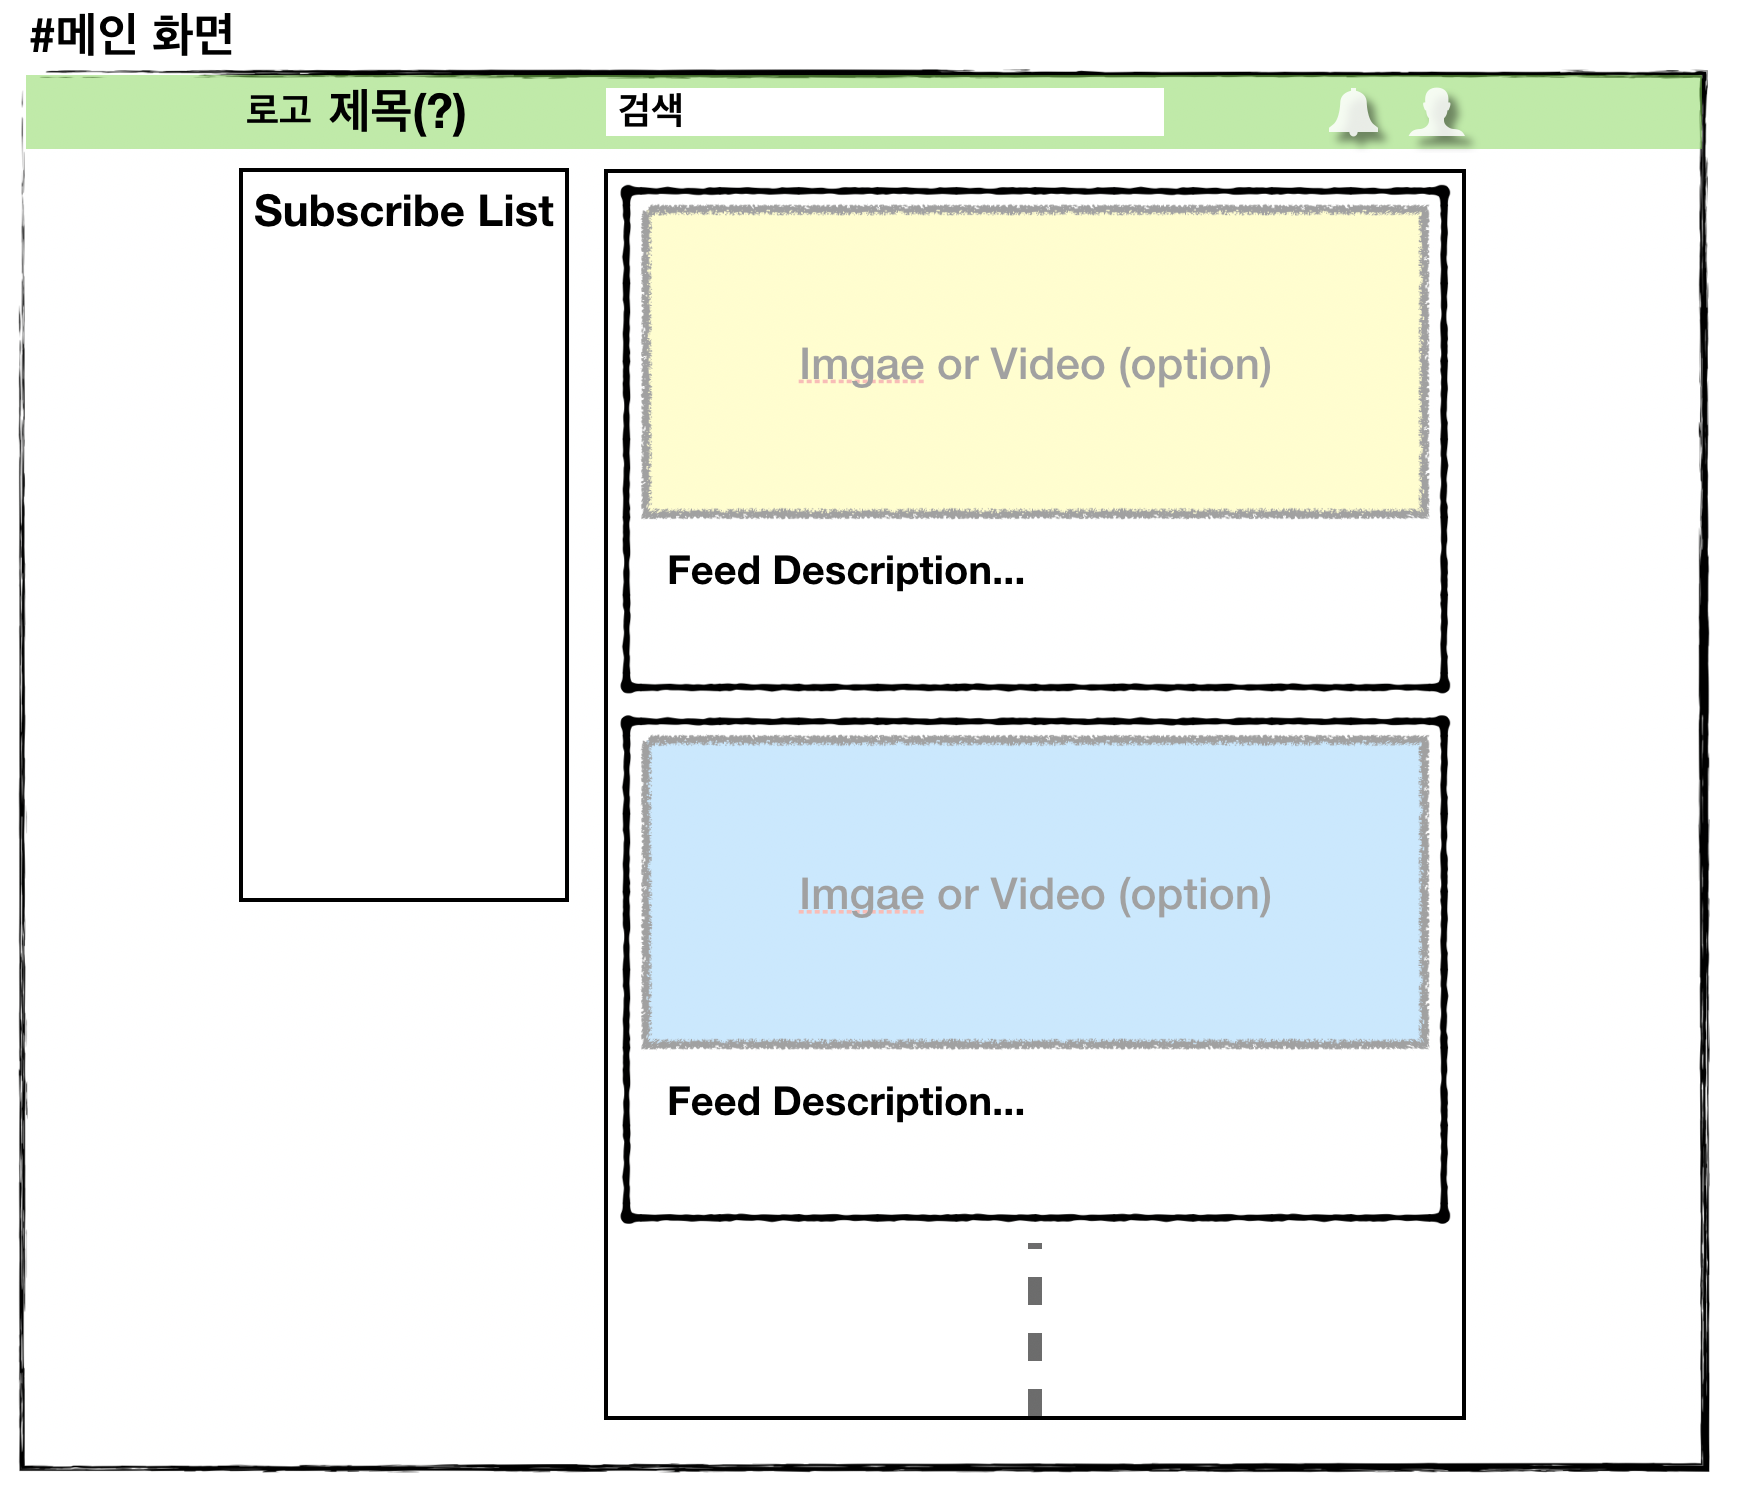 #메인 화면
로고 제목(?) 검색
Subscribe List
Imgae or Video (option)
Feed Description...
Imgae or Video (option)
Feed Description...